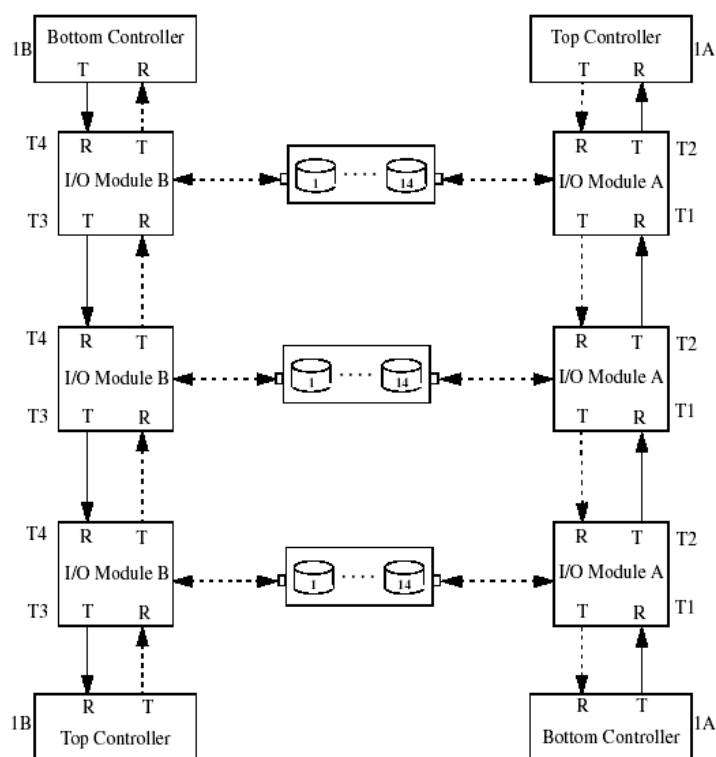 Bottom Controller Top Controller
1B 1A
T R T R
R T R T
T4 T2
I/O Module B 1 .... 14 I/O Module A
T3 T R T R T1
T4 R T R T T2
I/O Module B 1 .... 14 I/O Module A
T3 T R T R T1
T4 R T R T T2
I/O Module B 1 .... 14 I/O Module A
T3 T R T R T1
R T R T
1B 1A
Top Controller Bottom Controller